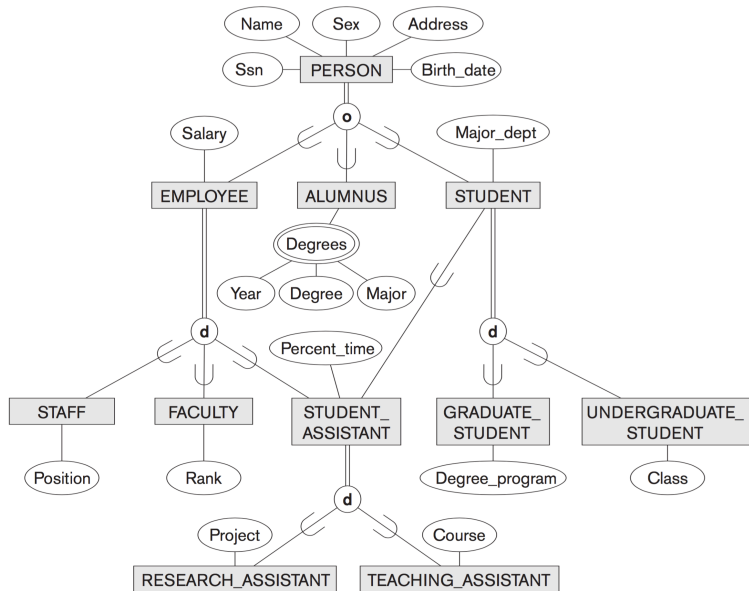 Name
Sex
Address
Ssn
PERSON
Birth_date
o
Salary
Major_dept
EMPLOYEE
ALUMNUS
STUDENT
Degrees
Year
Degree
Major
d
d
Percent_time
STAFF
FACULTY
STUDENT_
ASSISTANT
GRADUATE_
STUDENT
UNDERGRADUATE_
STUDENT
Position
Rank
Degree_program
Class
d
Project
Course
RESEARCH_ASSISTANT
TEACHING_ASSISTANT